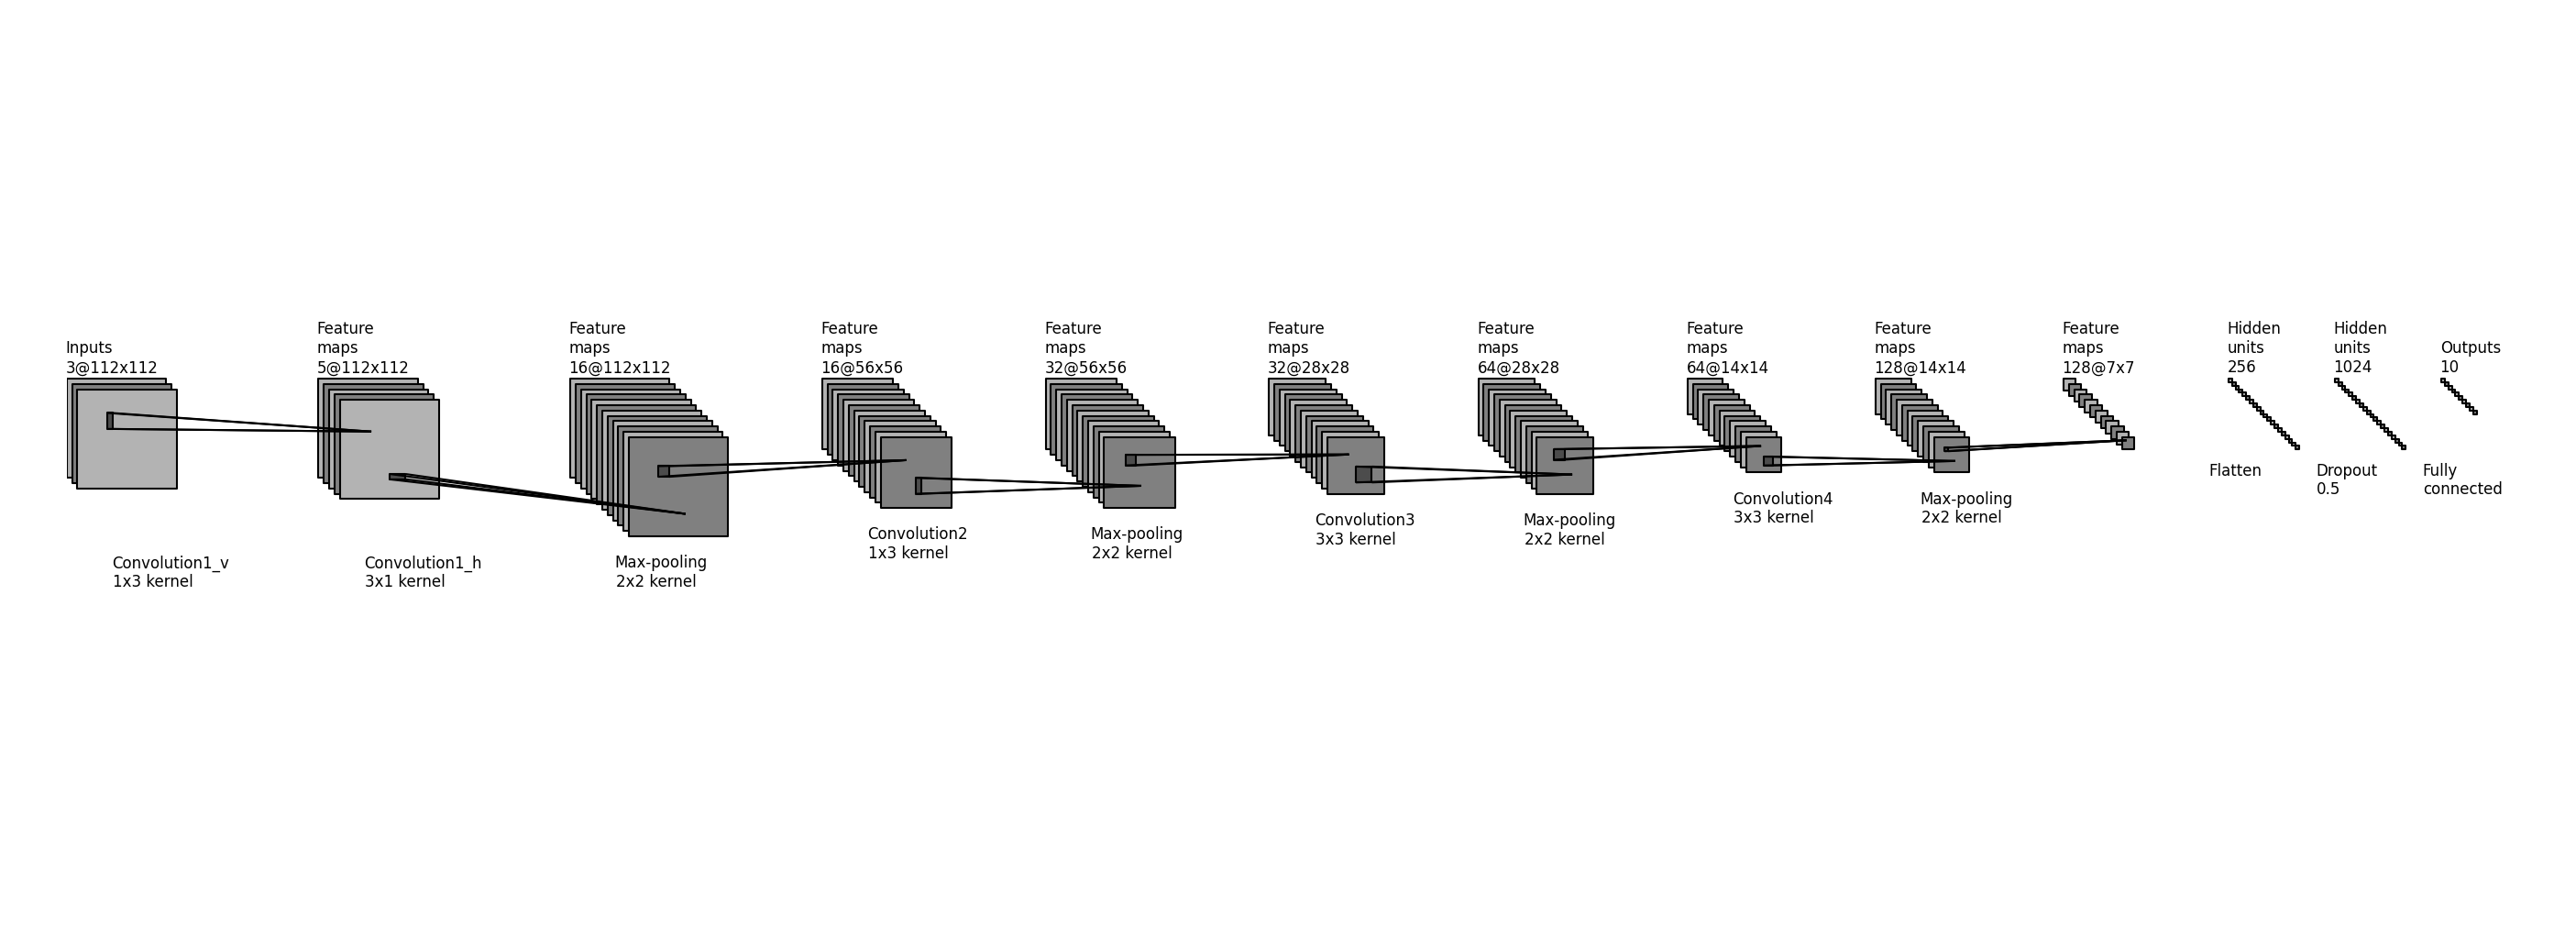 Inputs
3@112x112
Feature
maps
5@112x112
Feature
maps
16@112x112
Feature
maps
16@56x56
Feature
maps
32@56x56
Feature
maps
32@28x28
Feature
maps
64@28x28
Feature
maps
64@14x14
Feature
maps
128@14x14
Feature
maps
128@7x7
Hidden
units
256
Hidden
units
1024
Outputs
10
Convolution1_v
1x3 kernel
Convolution1_h
3x1 kernel
Max-pooling
2x2 kernel
Convolution2
1x3 kernel
Max-pooling
2x2 kernel
Convolution3
3x3 kernel
Max-pooling
2x2 kernel
Convolution4
3x3 kernel
Max-pooling
2x2 kernel
Flatten
Dropout
0.5
Fully
connected